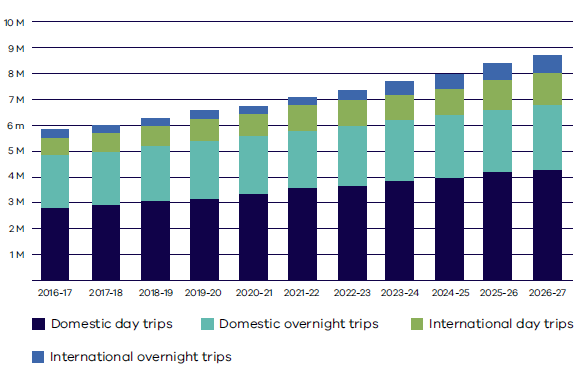 10 M
9 M
8 M
7 M
6 m
5 M
4 M
3 M
2 M
1 M
2016-17 2017-18 2018-19 2019-20 2020-21 2021-22 2022-23 2023-24 2024-25 2025-26 2026-27
Domestic day trips Domestic overnight trips International day trips
International overnight trips